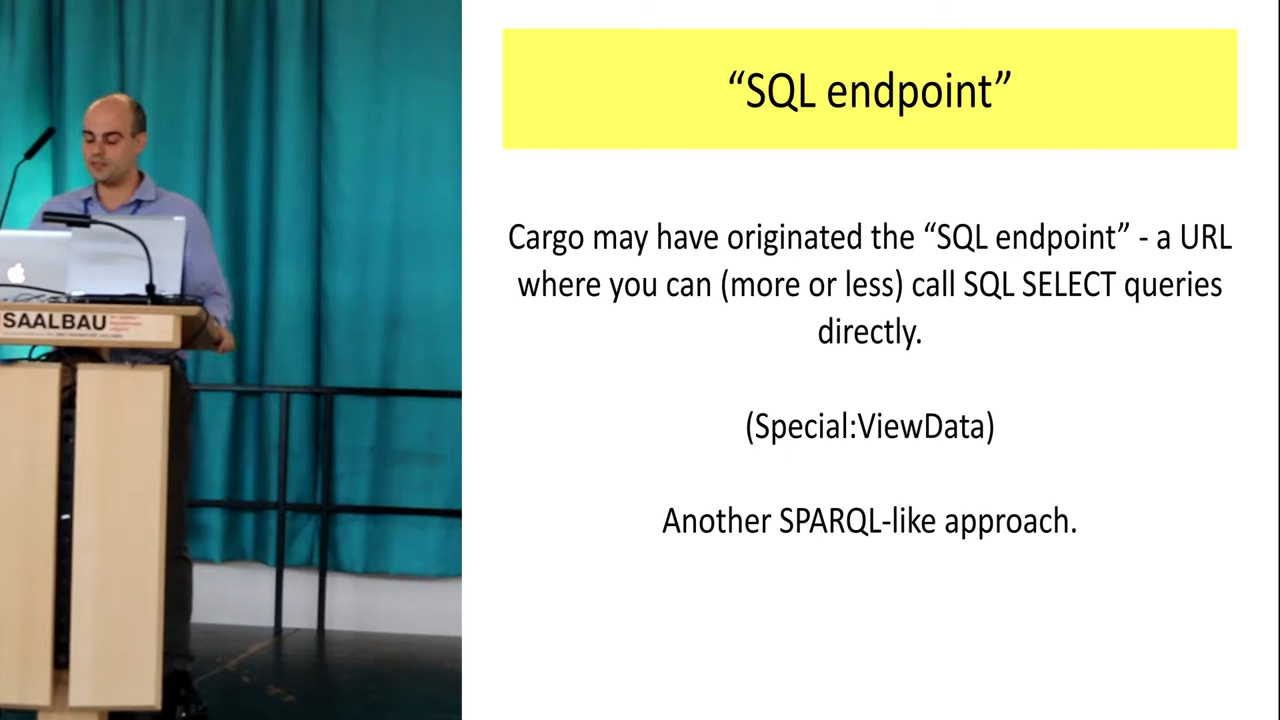 “SQL endpoint”
Cargo may have originated the “SQL endpoint” - a URL
where you can (more or less) call SQL SELECT queries
directly.
(Special:ViewData)
Another SPARQL-like approach.
SAALBAU